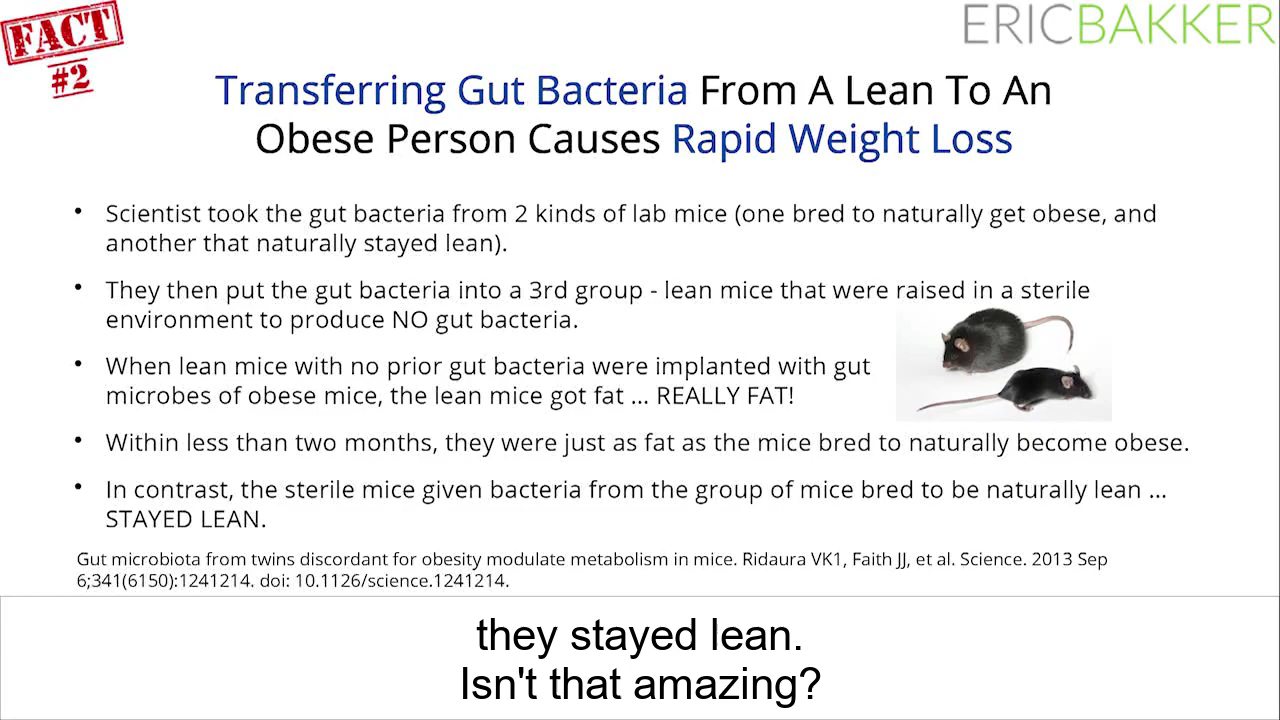 FACT
#2
ERICBAKKER
Transferring Gut Bacteria From A Lean To An
Obese Person Causes Rapid Weight Loss
• Scientist took the gut bacteria from 2 kinds of lab mice (one bred to naturally get obese, and
another that naturally stayed lean).
• They then put the gut bacteria into a 3rd group - lean mice that were raised in a sterile
environment to produce NO gut bacteria.
• When lean mice with no prior gut bacteria were implanted with gut
microbes of obese mice, the lean mice got fat ... REALLY FAT!
• Within less than two months, they were just as fat as the mice bred to naturally become obese.
• In contrast, the sterile mice given bacteria from the group of mice bred to be naturally lean ...
STAYED LEAN.
Gut microbiota from twins discordant for obesity modulate metabolism in mice. Ridaura VK1, Faith JJ, et al. Science. 2013 Sep
6;341(6150):1241214. doi: 10.1126/science.1241214.
they stayed lean.
Isn't that amazing?